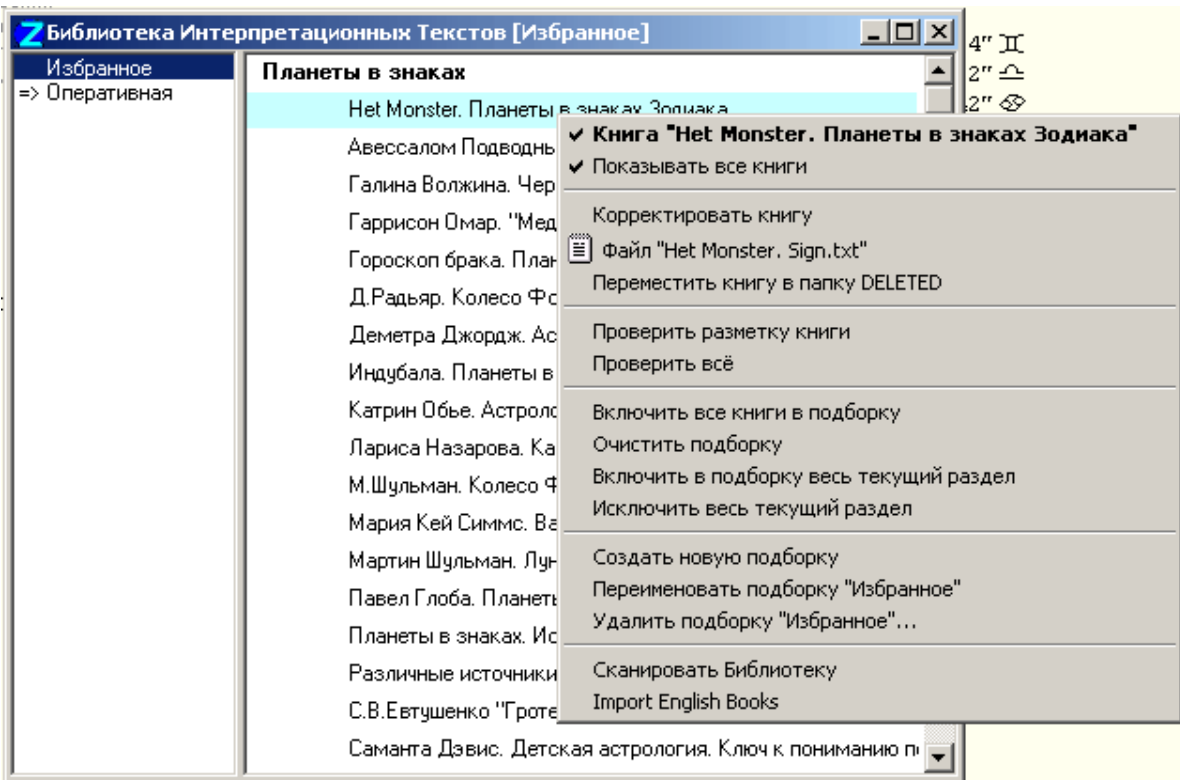 Библиотека Интерпретационных Текстов [Избранное]
4" ♊
2" ♎
2" ♋
Избранное
=> Оперативная
Планеты в знаках
Het Monster. Планеты в знаках Зодиака
Авессалом Подводнь
Галина Волжина. Чер
Гаррисон Омар. "Мед
Гороскоп брака. План
Д.Радьяр. Колесо Фо
Деметра Джордж. Ас
Индубала. Планеты в
Катрин Обье. Астроло
Лариса Назарова. Ка
М.Шульман. Колесо Ф
Мария Кей Симмс. Ва
Мартин Шульман. Лун
Павел Глоба. Планеть
Планеты в знаках. Ис
Различные источники
С.В.Евтушенко "Гроте
Саманта Дэвис. Детская астрология. Ключ к пониманию п
✓ Книга "Het Monster. Планеты в знаках Зодиака"
✓ Показывать все книги
Корректировать книгу
Файл "Het Monster. Sign.txt"
Переместить книгу в папку DELETED
Проверить разметку книги
Проверить всё
Включить все книги в подборку
Очистить подборку
Включить в подборку весь текущий раздел
Исключить весь текущий раздел
Создать новую подборку
Переименовать подборку "Избранное"
Удалить подборку "Избранное"...
Сканировать Библиотеку
Import English Books